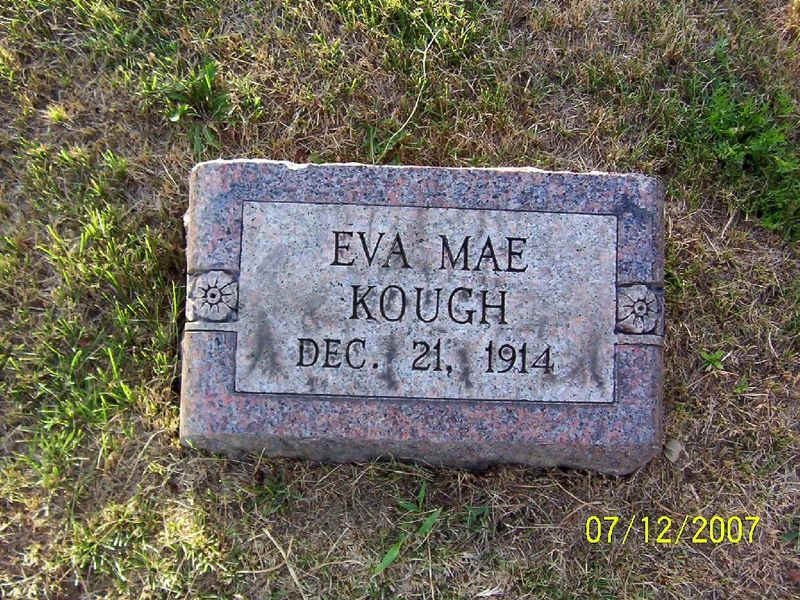 EVA MAE
KOUGH
DEC. 21, 1914
07/12/2007